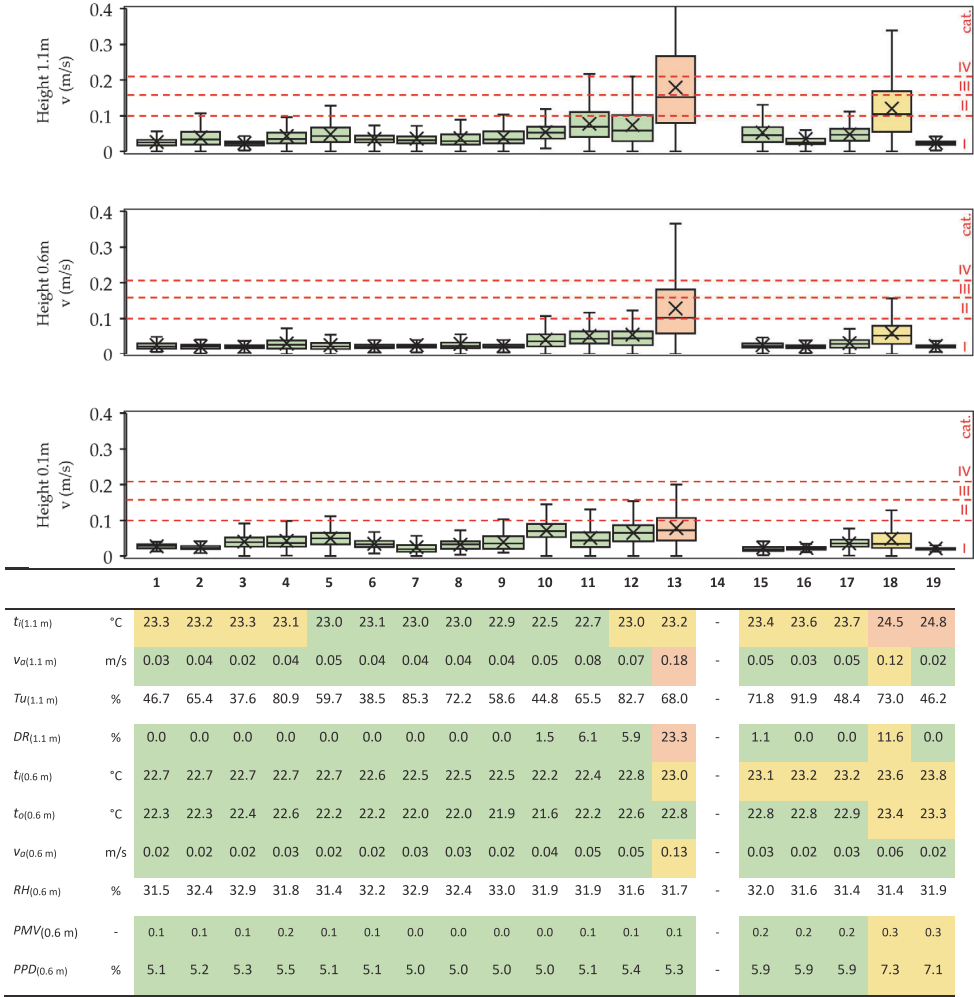 Height 1.1m
v (m/s)
0.4
0.3
0.2
0.1
0
cat.
IV
III
II
I
Height 0.6m
v (m/s)
0.4
0.3
0.2
0.1
0
cat.
IV
III
II
I
Height 0.1m
v (m/s)
0.4
0.3
0.2
0.1
0
cat.
IV
III
II
I
1 2 3 4 5 6 7 8 9 10 11 12 13 14 15 16 17 18 19
ti(1.1 m) °C 23.3 23.2 23.3 23.1 23.0 23.1 23.0 23.0 22.9 22.5 22.7 23.0 23.2 - 23.4 23.6 23.7 24.5 24.8
va(1.1 m) m/s 0.03 0.04 0.02 0.04 0.05 0.04 0.04 0.04 0.04 0.05 0.08 0.07 0.18 - 0.05 0.03 0.05 0.12 0.02
Tu(1.1 m) % 46.7 65.4 37.6 80.9 59.7 38.5 85.3 72.2 58.6 44.8 65.5 82.7 68.0 - 71.8 91.9 48.4 73.0 46.2
DR(1.1 m) % 0.0 0.0 0.0 0.0 0.0 0.0 0.0 0.0 0.0 1.5 6.1 5.9 23.3 - 1.1 0.0 0.0 11.6 0.0
ti(0.6 m) °C 22.7 22.7 22.7 22.7 22.7 22.6 22.5 22.5 22.5 22.2 22.4 22.8 23.0 - 23.1 23.2 23.2 23.6 23.8
to(0.6 m) °C 22.3 22.3 22.4 22.6 22.2 22.2 22.0 22.0 21.9 21.6 22.2 22.6 22.8 - 22.8 22.8 22.9 23.4 23.3
va(0.6 m) m/s 0.02 0.02 0.02 0.03 0.02 0.02 0.03 0.03 0.02 0.04 0.05 0.05 0.13 - 0.03 0.02 0.03 0.06 0.02
RH(0.6 m) % 31.5 32.4 32.9 31.8 31.4 32.2 32.9 32.4 33.0 31.9 31.9 31.6 31.7 - 32.0 31.6 31.4 31.4 31.9
PMV(0.6 m) - 0.1 0.1 0.1 0.2 0.1 0.1 0.0 0.0 0.0 0.0 0.1 0.1 0.1 - 0.2 0.2 0.2 0.3 0.3
PPD(0.6 m) % 5.1 5.2 5.3 5.5 5.1 5.1 5.0 5.0 5.0 5.0 5.1 5.4 5.3 - 5.9 5.9 5.9 7.3 7.1